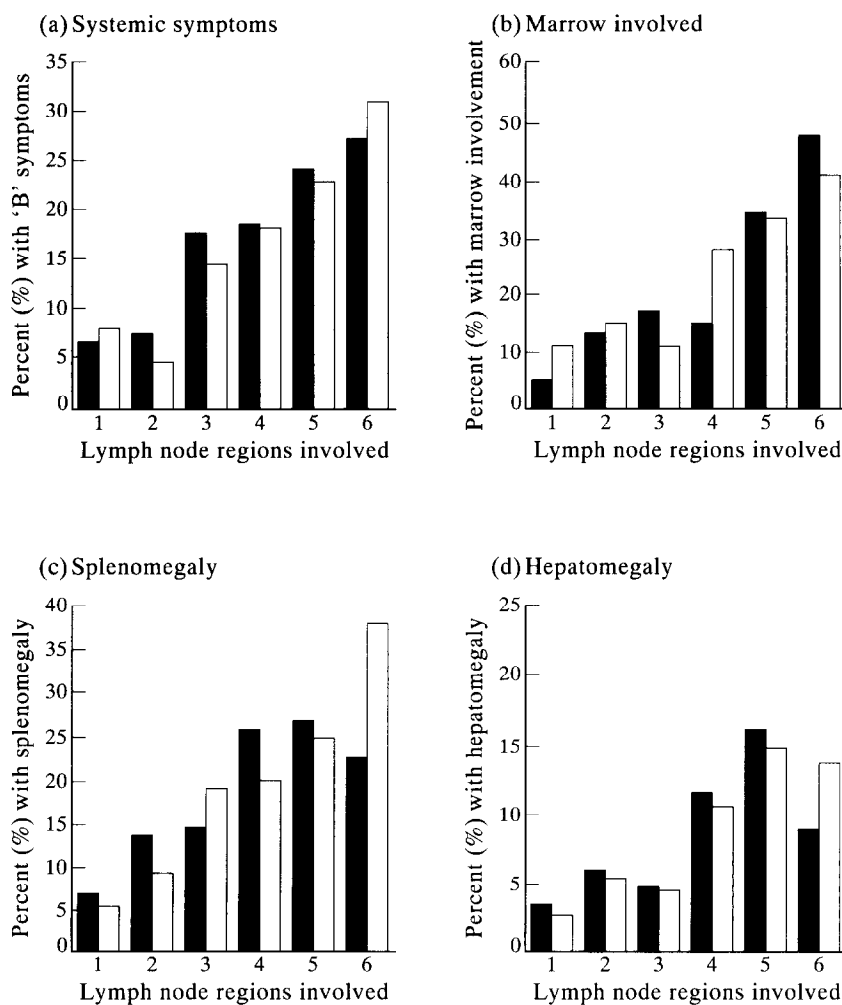 (a) Systemic symptoms
Percent (%) with ‘B’ symptoms
35
30
25
20
15
10
5
0
1 2 3 4 5 6
Lymph node regions involved
(b) Marrow involved
Percent (%) with marrow involvement
60
50
40
30
20
10
0
1 2 3 4 5 6
Lymph node regions involved
(c) Splenomegaly
Percent (%) with splenomegaly
40
35
30
25
20
15
10
5
0
1 2 3 4 5 6
Lymph node regions involved
(d) Hepatomegaly
Percent (%) with hepatomegaly
25
20
15
10
5
0
1 2 3 4 5 6
Lymph node regions involved